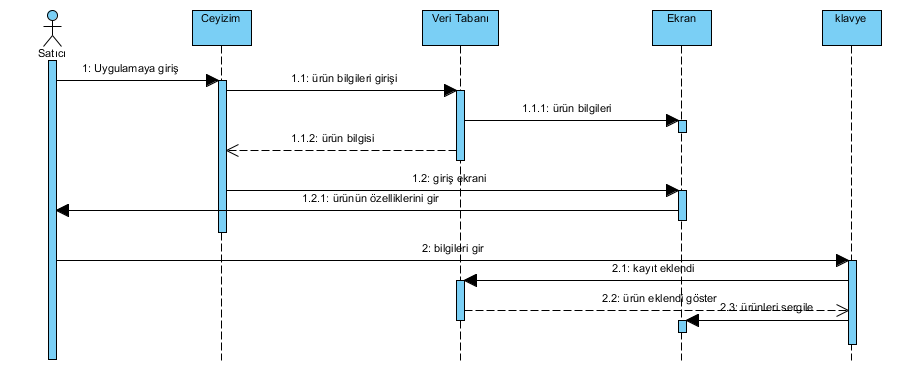 Ceyizim
Veri Tabanı
Ekran
klavye
Satıcı
1: Uygulamaya giriş
1.1: ürün bilgileri girişi
1.1.1: ürün bilgileri
1.1.2: ürün bilgisi
1.2: giriş ekrani
1.2.1: ürünün özelliklerini gir
2: bilgileri gir
2.1: kayıt eklendi
2.2: ürün eklendi göster
2.3: ürünleri sergile